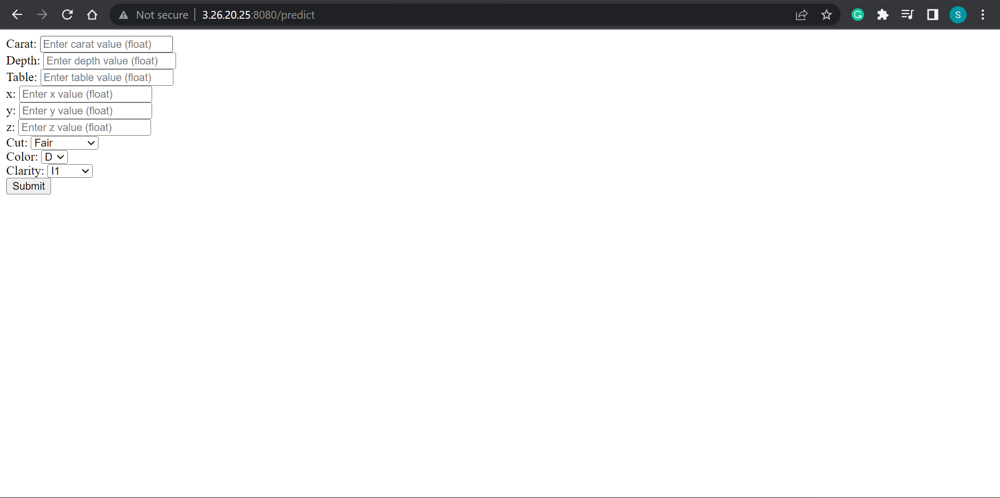 Not secure 3.26.20.25:8080/predict S
Carat: Enter carat value (float)
Depth: Enter depth value (float)
Table: Enter table value (float)
x: Enter x value (float)
y: Enter y value (float)
z: Enter z value (float)
Cut: Fair
Color: D
Clarity: I1
Submit